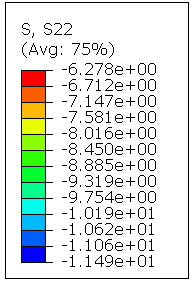 S, S22
(Avg: 75%)
-6.278e+00
-6.712e+00
-7.147e+00
-7.581e+00
-8.016e+00
-8.450e+00
-8.885e+00
-9.319e+00
-9.754e+00
-1.019e+01
-1.062e+01
-1.106e+01
-1.149e+01